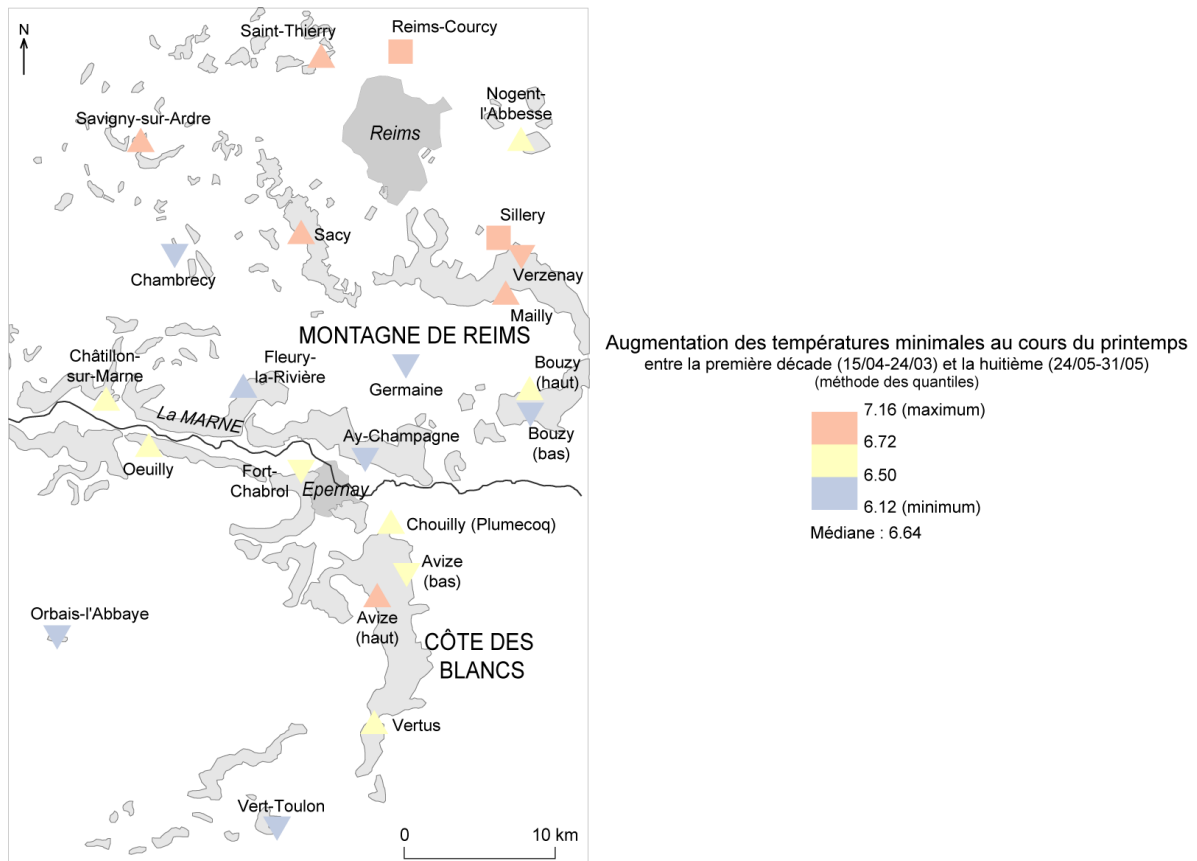 N
Saint-Thierry
Reims-Courcy
Nogent-
l'Abbesse
Savigny-sur-Ardre
Reims
Sillery
Sacy
Verzenay
Chambrecy
Mailly
MONTAGNE DE REIMS
Châtillon-
sur-Marne
Fleury-
la-Rivière
Germaine
Bouzy
(haut)
La MARNE
Ay-Champagne
Bouzy
(bas)
Oeuilly
Fort-
Chabrol
Epernay
Chouilly (Plumecoq)
Avize
(bas)
Orbais-l'Abbaye
Avize
(haut)
CÔTE DES
BLANCS
Vertus
Vert-Toulon
0 10 km
Augmentation des températures minimales au cours du printemps
entre la première décade (15/04-24/03) et la huitième (24/05-31/05)
(méthode des quantiles)
7.16 (maximum)
6.72
6.50
6.12 (minimum)
Médiane : 6.64